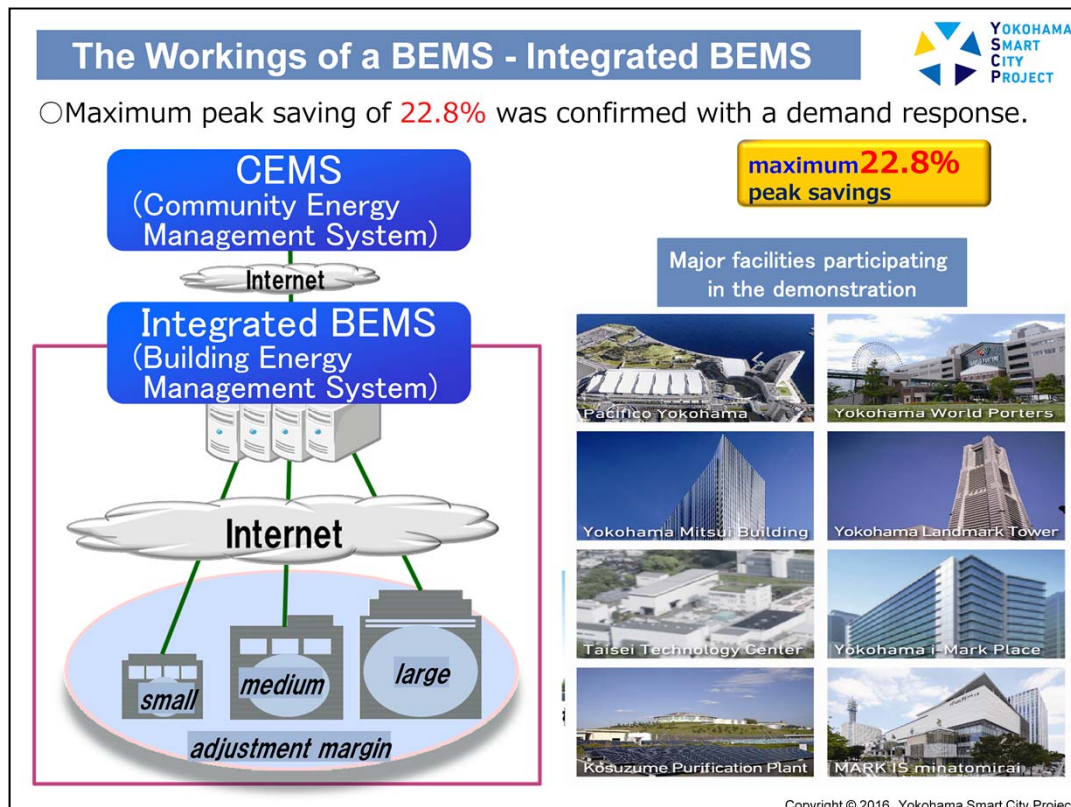 The Workings of a BEMS - Integrated BEMS
YOKOHAMA
SMART
CITY
PROJECT
○Maximum peak saving of 22.8% was confirmed with a demand response.
CEMS
(Community Energy
Management System)
Internet
Integrated BEMS
(Building Energy
Management System)
Internet
small
medium
large
adjustment margin
maximum22.8%
peak savings
Major facilities participating
in the demonstration
Pacifico Yokohama
Yokohama World Porters
Yokohama Mitsui Building
Yokohama Landmark Tower
Taisei Technology Center
Yokohama i-Mark Place
Kosuzume Purification Plant
MARK IS minatomirai
Copyright © 2016 Yokohama Smart City Project